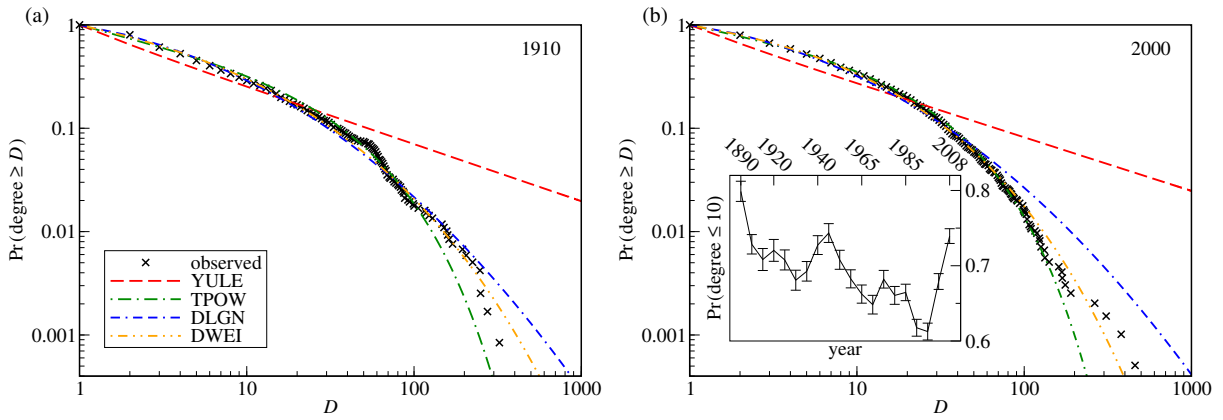 (a)
1910
1
0.1
0.01
0.001
Pr (degree ≥ D)
observed
YULE
TPOW
DLGN
DWEI
1
10
100
1000
D
(b)
2000
1
0.1
0.01
0.001
Pr (degree ≥ D)
1890
1920
1940
1965
1985
2008
0.8
0.7
0.6
Pr (degree ≤ 10)
year
1
10
100
1000
D